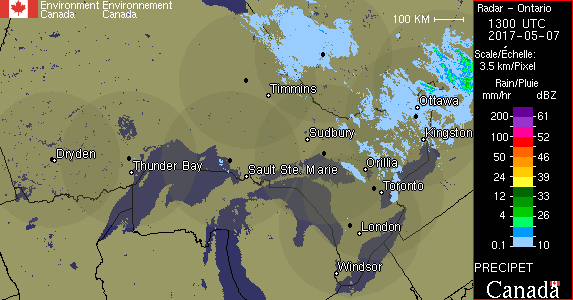 Environment Environnement
Canada Canada
100 KM
Radar - Ontario
1300 UTC
2017-05-07
Scale/Échelle:
3.5 km/Pixel
Rain/Pluie
mm/hr dBZ
200 61
100 52
50 46
24 39
12 34
4 26
0.1 10
PRECIPET
Canada
Timmins
Ottawa
Sudbury
Kingston
Dryden
Thunder Bay
Sault Ste. Marie
Orillia
Toronto
London
Windsor